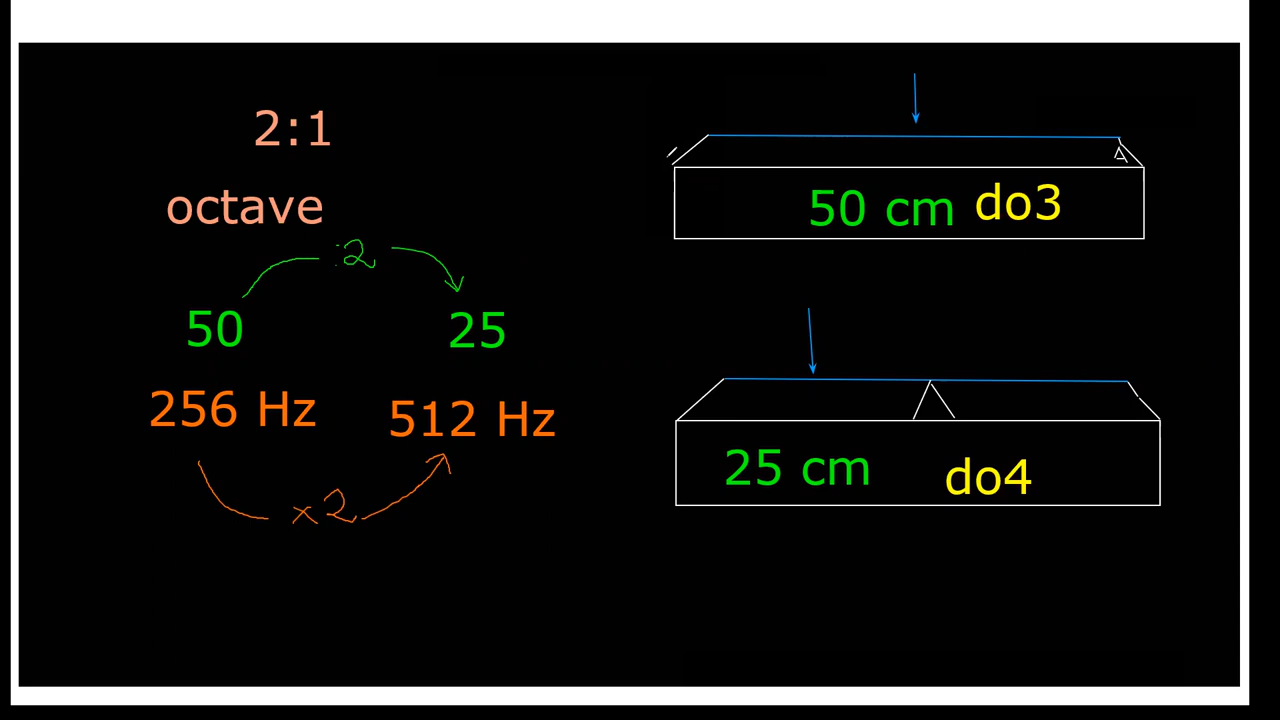 2:1
octave
:2
50 25
256 Hz 512 Hz
x2
50 cm do3
25 cm do4